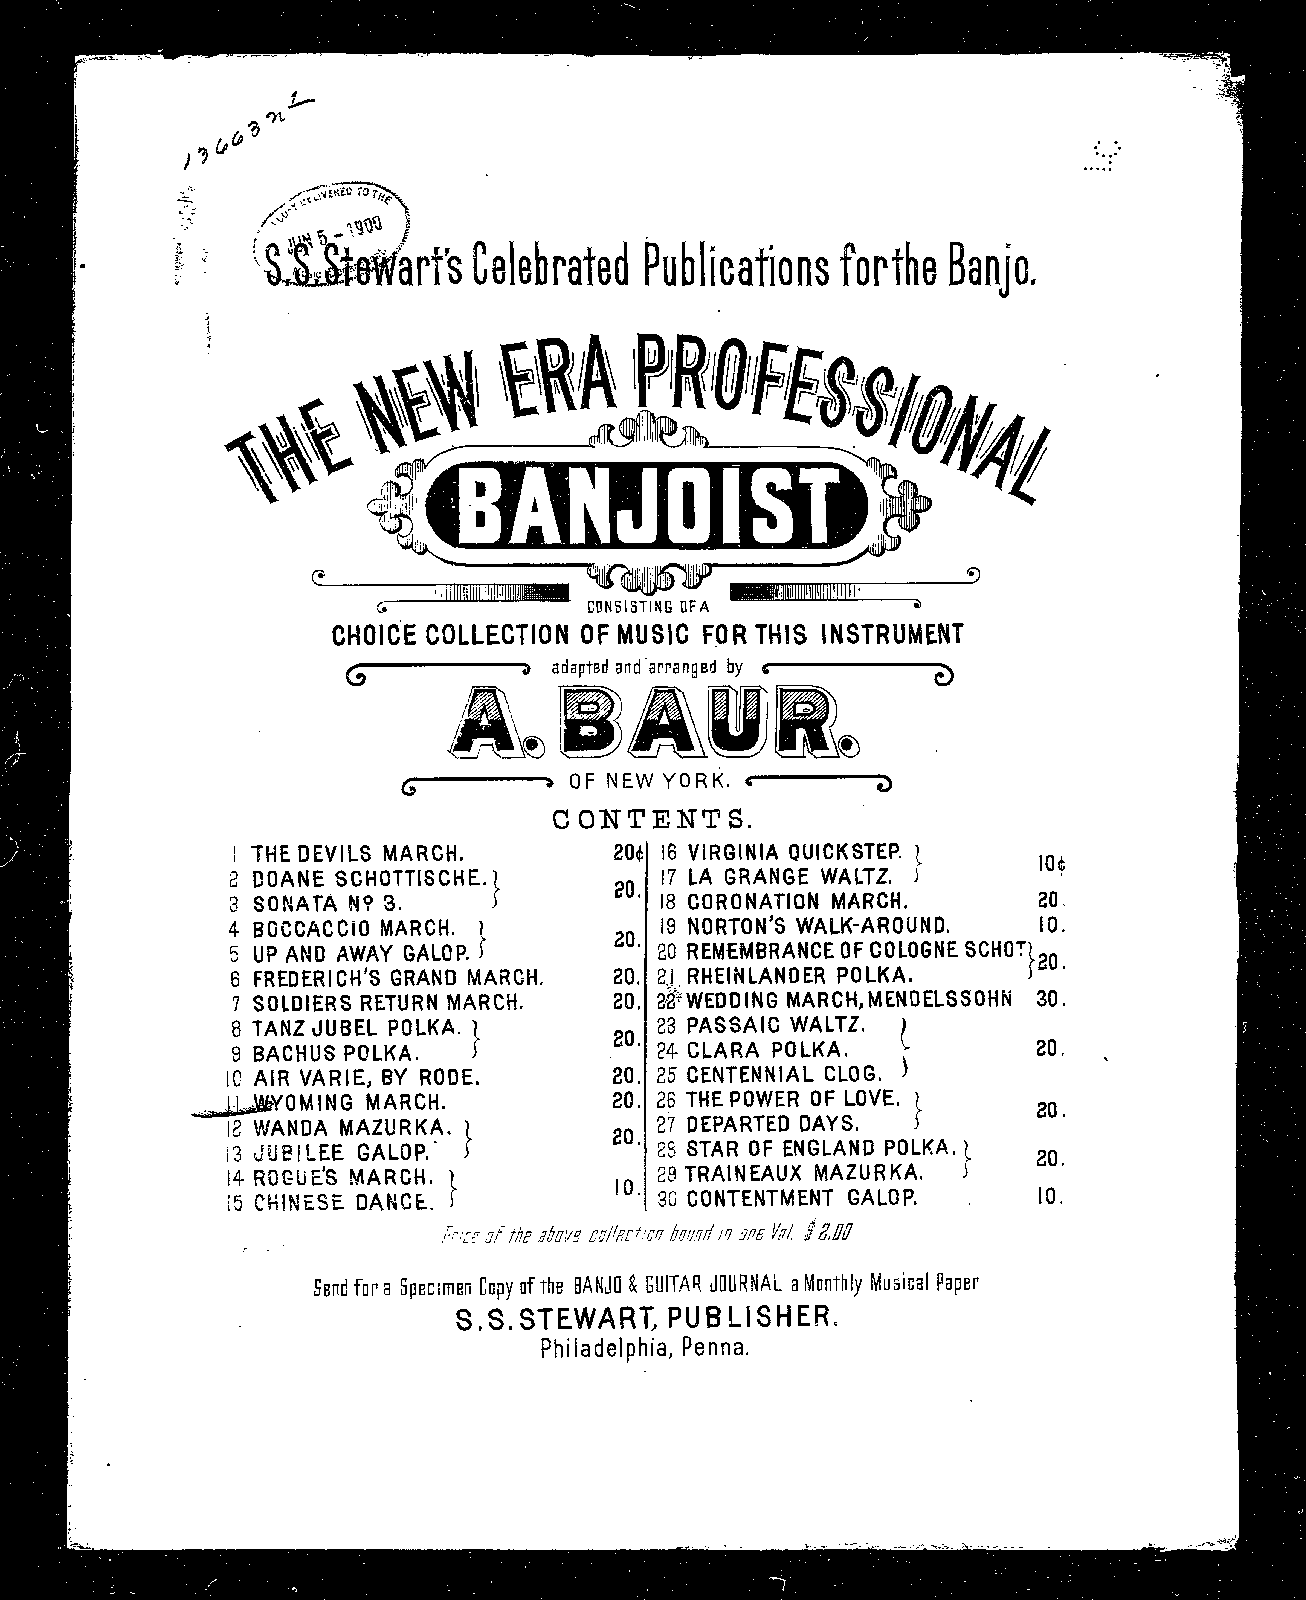 13663 n 1
COPY DELIVERED TO THE
JUN 5 - 1900
S.S. Stewart's Celebrated Publications for the Banjo.
THE NEW ERA PROFESSIONAL
BANJOIST
CONSISTING OF A
CHOICE COLLECTION OF MUSIC FOR THIS INSTRUMENT
adapted and arranged by
A. BAUR.
OF NEW YORK.
CONTENTS.
1 THE DEVILS MARCH. 20¢
2 DOANE SCHOTTISCHE.
3 SONATA Nº 3. 20.
4 BOCCACCIO MARCH.
5 UP AND AWAY GALOP. 20.
6 FREDERICH'S GRAND MARCH. 20.
7 SOLDIERS RETURN MARCH. 20.
8 TANZ JUBEL POLKA.
9 BACHUS POLKA. 20.
10 AIR VARIE, BY RODE. 20.
11 WYOMING MARCH. 20.
12 WANDA MAZURKA.
13 JUBILEE GALOP. 20.
14 ROGUE'S MARCH.
15 CHINESE DANCE. 10.
16 VIRGINIA QUICKSTEP.
17 LA GRANGE WALTZ. 10¢
18 CORONATION MARCH. 20.
19 NORTON'S WALK-AROUND. 10.
20 REMEMBRANCE OF COLOGNE SCHOT
21 RHEINLANDER POLKA. 20.
22 WEDDING MARCH, MENDELSSOHN 30.
23 PASSAIC WALTZ.
24 CLARA POLKA. 20.
25 CENTENNIAL CLOG.
26 THE POWER OF LOVE.
27 DEPARTED DAYS. 20.
28 STAR OF ENGLAND POLKA.
29 TRAINEAUX MAZURKA. 20.
30 CONTENTMENT GALOP. 10.
Price of the above collection bound in one Vol. $2.00
Send for a Specimen Copy of the BANJO & GUITAR JOURNAL a Monthly Musical Paper
S.S. STEWART, PUBLISHER.
Philadelphia, Penna.